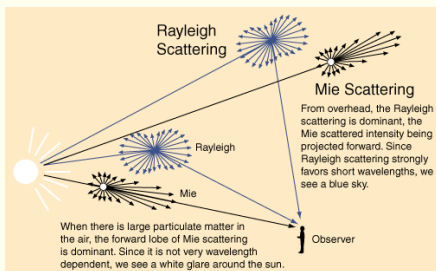 Rayleigh
Scattering
Mie Scattering
From overhead, the Rayleigh
scattering is dominant, the
Mie scattered intensity being
projected forward. Since
Rayleigh scattering strongly
favors short wavelengths, we
see a blue sky.
Rayleigh
Mie
When there is large particulate matter in
the air, the forward lobe of Mie scattering
is dominant. Since it is not very wavelength
dependent, we see a white glare around the sun.
Observer